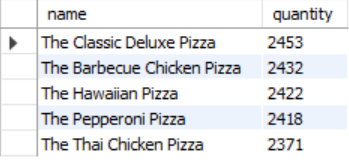 name quantity
The Classic Deluxe Pizza 2453
The Barbecue Chicken Pizza 2432
The Hawaiian Pizza 2422
The Pepperoni Pizza 2418
The Thai Chicken Pizza 2371